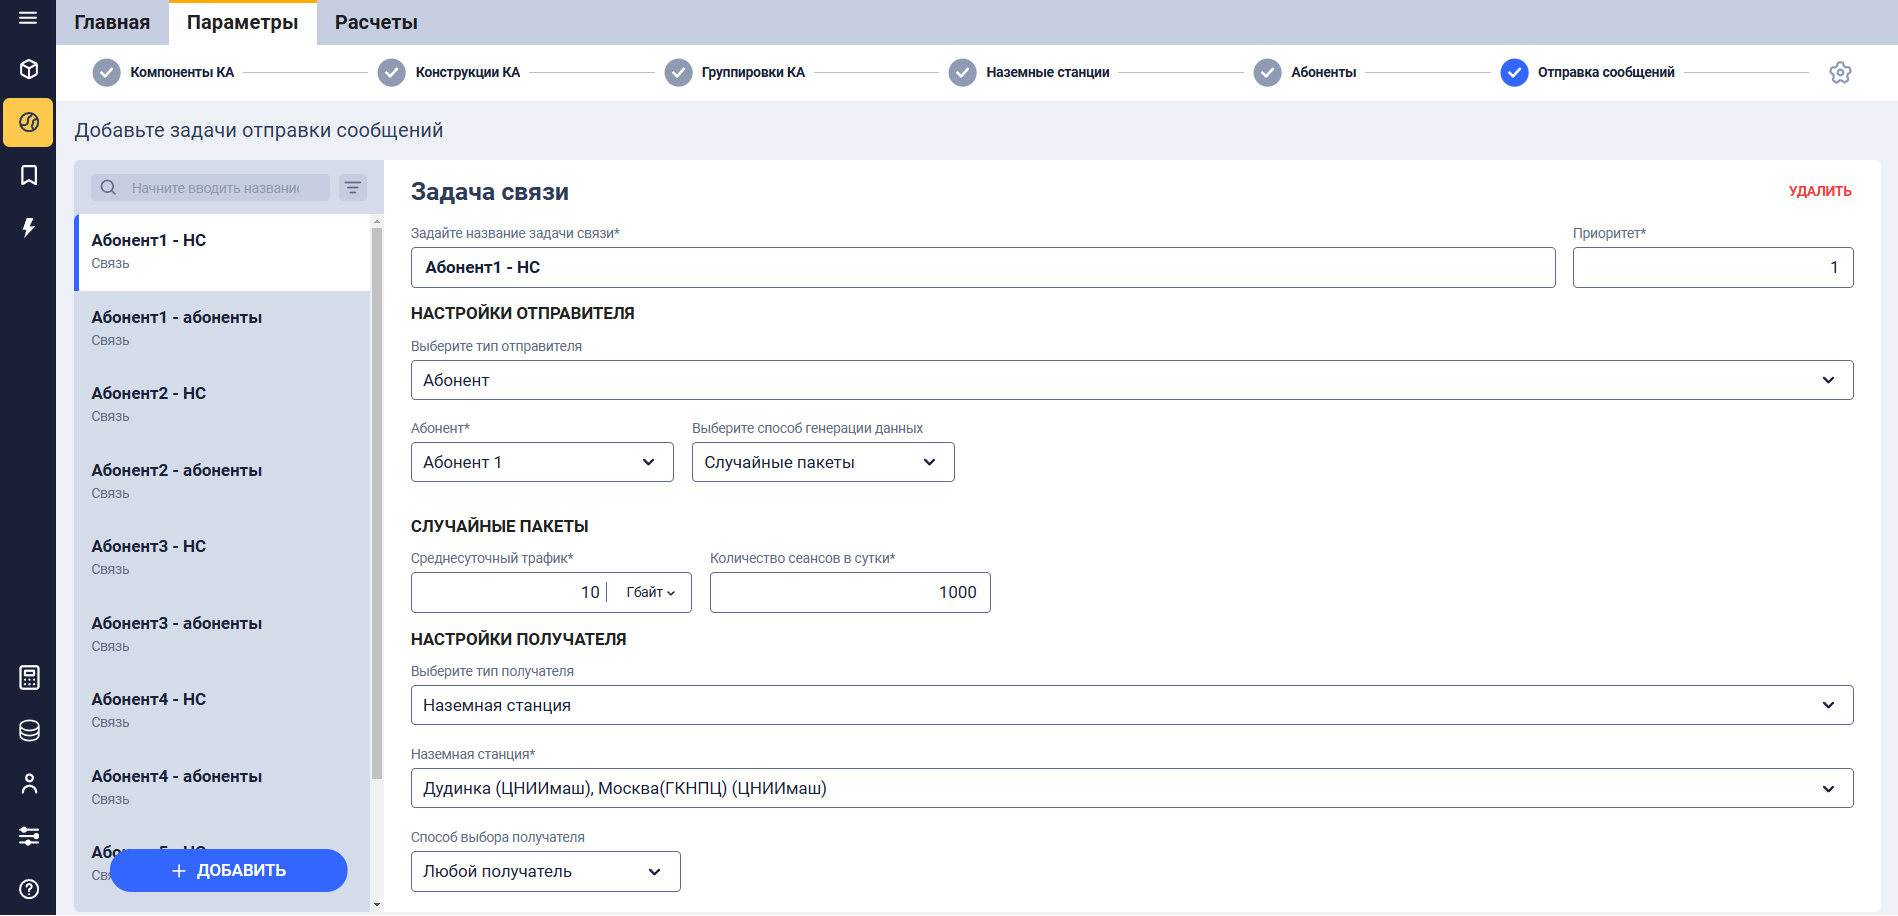 Главная Параметры Расчеты
Компоненты КА Конструкции КА Группировки КА Наземные станции Абоненты Отправка сообщений
Добавьте задачи отправки сообщений
Начните вводить название
Абонент1 - НС
Связь
Абонент1 - абоненты
Связь
Абонент2 - НС
Связь
Абонент2 - абоненты
Связь
Абонент3 - НС
Связь
Абонент3 - абоненты
Связь
Абонент4 - НС
Связь
Абонент4 - абоненты
Связь
+ ДОБАВИТЬ
Задача связи
УДАЛИТЬ
Задайте название задачи связи* Приоритет*
Абонент1 - НС 1
НАСТРОЙКИ ОТПРАВИТЕЛЯ
Выберите тип отправителя
Абонент
Абонент* Выберите способ генерации данных
Абонент 1 Случайные пакеты
СЛУЧАЙНЫЕ ПАКЕТЫ
Среднесуточный трафик* Количество сеансов в сутки*
10 Гбайт 1000
НАСТРОЙКИ ПОЛУЧАТЕЛЯ
Выберите тип получателя
Наземная станция
Наземная станция*
Дудинка (ЦНИИмаш), Москва(ГКНПЦ) (ЦНИИмаш)
Способ выбора получателя
Любой получатель